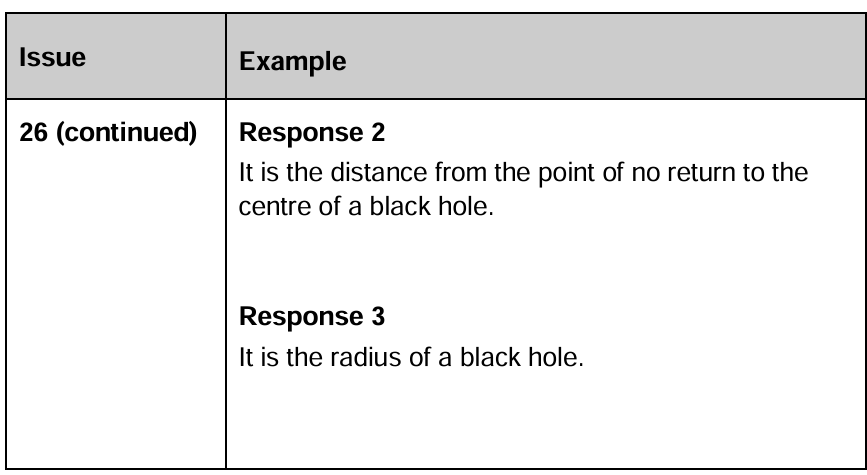 Issue
Example
26 (continued)
Response 2
It is the distance from the point of no return to the
centre of a black hole.
Response 3
It is the radius of a black hole.